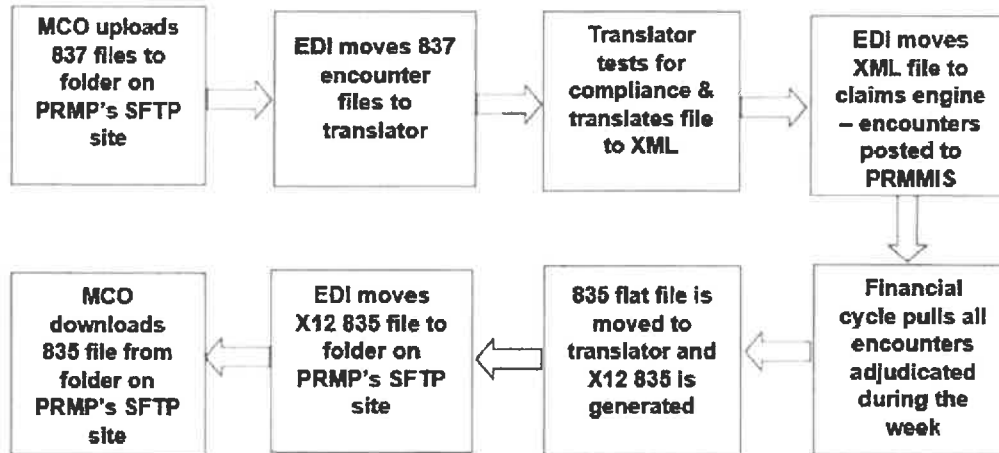 MCO uploads
837 files to
folder on
PRMP's SFTP
site
EDI moves 837
encounter
files to
translator
Translator
tests for
compliance &
translates file
to XML
EDI moves
XML file to
claims engine
– encounters
posted to
PRMMIS
Financial
cycle pulls all
encounters
adjudicated
during the
week
835 flat file is
moved to
translator and
X12 835 is
generated
EDI moves
X12 835 file to
folder on
PRMP's SFTP
site
MCO
downloads
835 file from
folder on
PRMP's SFTP
site